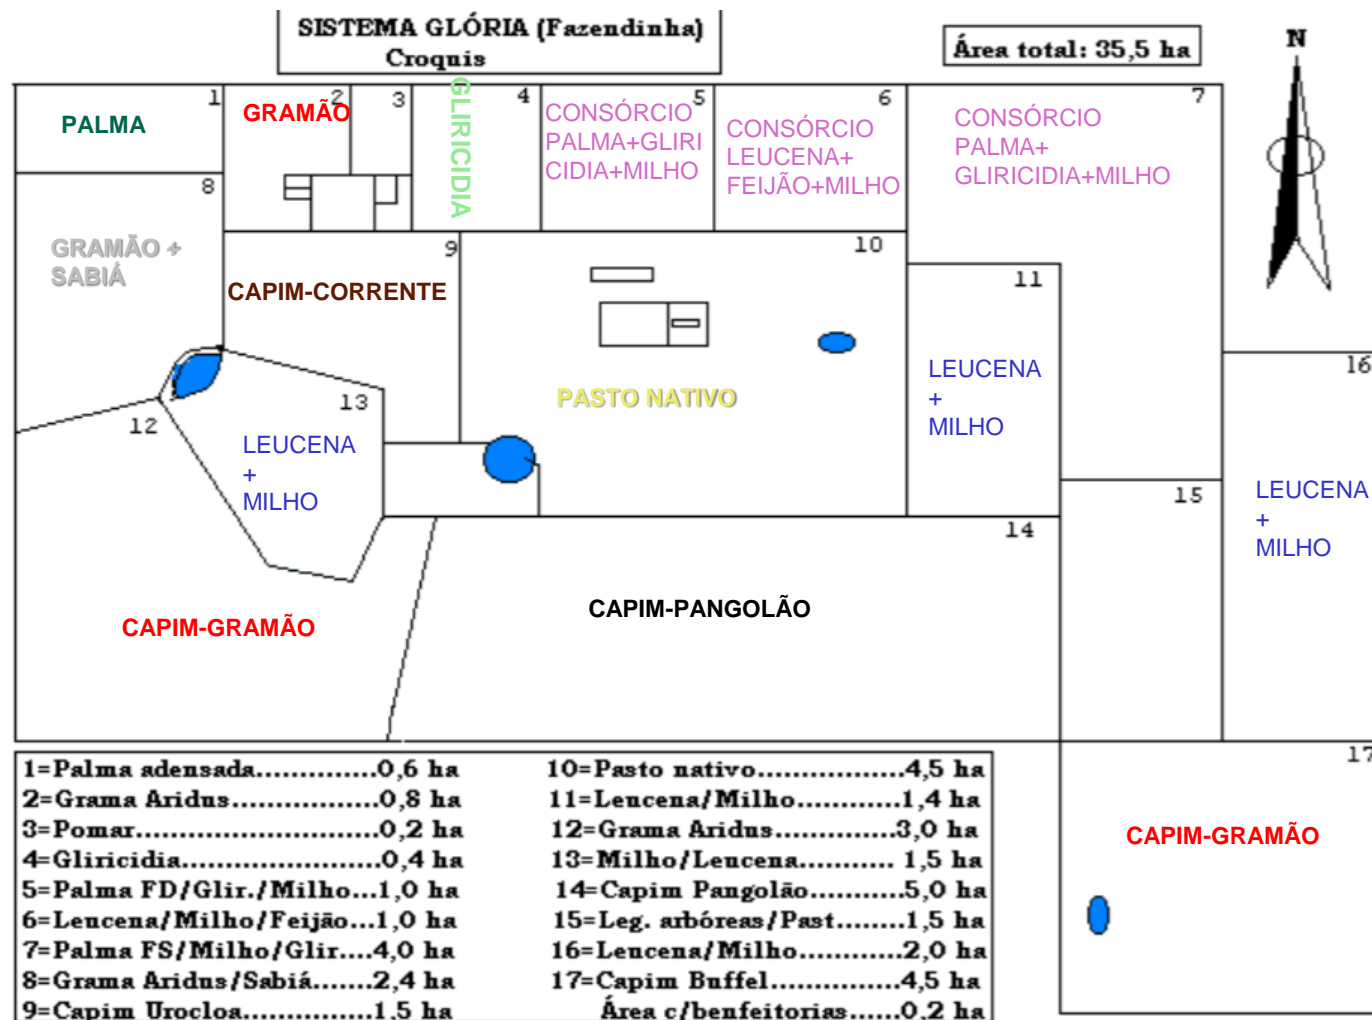 SISTEMA GLÓRIA (Fazendinha)
Croquis
Área total: 35,5 ha
N
1
PALMA
2
GRAMÃO
3
GLIRICIDIA
4
5
CONSÓRCIO
PALMA+GLIRI
CIDIA+MILHO
6
CONSÓRCIO
LEUCENA+
FEIJÃO+MILHO
7
CONSÓRCIO
PALMA+
GLIRICIDIA+MILHO
8
GRAMÃO +
SABIÁ
9
CAPIM-CORRENTE
10
PASTO NATIVO
11
LEUCENA
+
MILHO
16
LEUCENA
+
MILHO
12
13
LEUCENA
+
MILHO
15
14
CAPIM-PANGOLÃO
CAPIM-GRAMÃO
17
CAPIM-GRAMÃO
1=Palma adensada..............0,6 ha
2=Grama Aridus.................0,8 ha
3=Pomar............................0,2 ha
4=Gliricidia.......................0,4 ha
5=Palma FD/Glir./Milho...1,0 ha
6=Leucena/Milho/Feijão...1,0 ha
7=Palma FS/Milho/Glir....4,0 ha
8=Grama Aridus/Sabiá.......2,4 ha
9=Capim Urocloa...............1,5 ha
10=Pasto nativo.................4,5 ha
11=Leucena/Milho............1,4 ha
12=Grama Aridus..............3,0 ha
13=Milho/Leucena........... 1,5 ha
14=Capim Pangolão...........5,0 ha
15=Leg. arbóreas/Past......1,5 ha
16=Leucena/Milho............2,0 ha
17=Capim Buffel...............4,5 ha
Área c/benfeitorias......0,2 ha